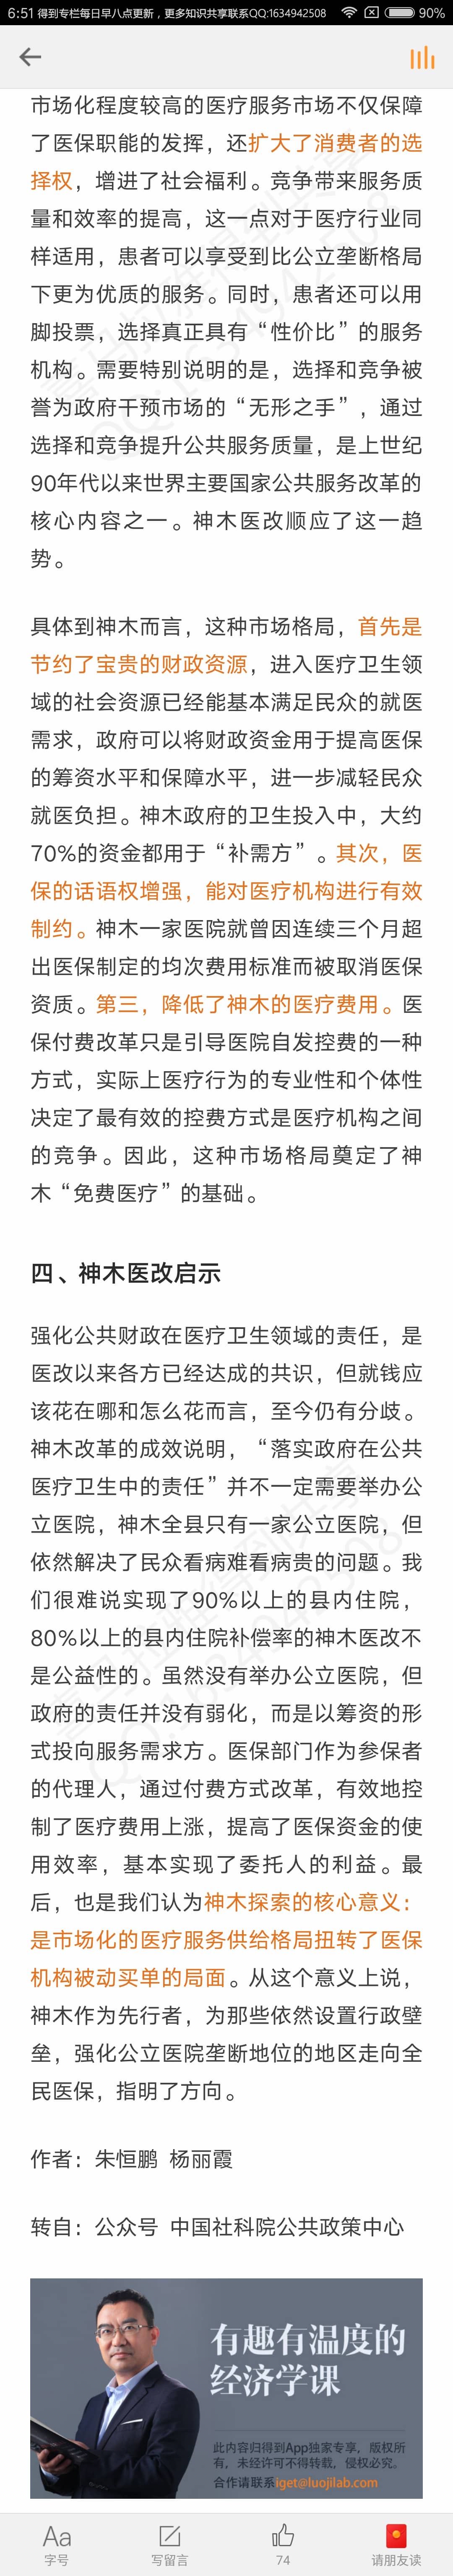 6:51 得到专栏每日早八点更新，更多知识共享联系QQ:1634942508 90%
市场化程度较高的医疗服务市场不仅保障
了医保职能的发挥，还扩大了消费者的选
择权，增进了社会福利。竞争带来服务质
量和效率的提高，这一点对于医疗行业同
样适用，患者可以享受到比公立垄断格局
下更为优质的服务。同时，患者还可以用
脚投票，选择真正具有“性价比”的服务
机构。需要特别说明的是，选择和竞争被
誉为政府干预市场的“无形之手”，通过
选择和竞争提升公共服务质量，是上世纪
90年代以来世界主要国家公共服务改革的
核心内容之一。神木医改顺应了这一趋
势。
具体到神木而言，这种市场格局，首先是
节约了宝贵的财政资源，进入医疗卫生领
域的社会资源已经能基本满足民众的就医
需求，政府可以将财政资金用于提高医保
的筹资水平和保障水平，进一步减轻民众
就医负担。神木政府的卫生投入中，大约
70%的资金都用于“补需方”。其次，医
保的话语权增强，能对医疗机构进行有效
制约。神木一家医院就曾因连续三个月超
出医保制定的均次费用标准而被取消医保
资质。第三，降低了神木的医疗费用。医
保付费改革只是引导医院自发控费的一种
方式，实际上医疗行为的专业性和个体性
决定了最有效的控费方式是医疗机构之间
的竞争。因此，这种市场格局奠定了神
木“免费医疗”的基础。
四、神木医改启示
强化公共财政在医疗卫生领域的责任，是
医改以来各方已经达成的共识，但就钱应
该花在哪和怎么花而言，至今仍有分歧。
神木改革的成效说明，“落实政府在公共
医疗卫生中的责任”并不一定需要举办公
立医院，神木全县只有一家公立医院，但
依然解决了民众看病难看病贵的问题。我
们很难说实现了90%以上的县内住院，
80%以上的县内住院补偿率的神木医改不
是公益性的。虽然没有举办公立医院，但
政府的责任并没有弱化，而是以筹资的形
式投向服务需求方。医保部门作为参保者
的代理人，通过付费方式改革，有效地控
制了医疗费用上涨，提高了医保资金的使
用效率，基本实现了委托人的利益。最
后，也是我们认为神木探索的核心意义：
是市场化的医疗服务供给格局扭转了医保
机构被动买单的局面。从这个意义上说，
神木作为先行者，为那些依然设置行政壁
垒，强化公立医院垄断地位的地区走向全
民医保，指明了方向。
作者：朱恒鹏 杨丽霞
转自：公众号 中国社科院公共政策中心
有趣有温度的
经济学课
此内容归得到App独家专享，版权所
有，未经许可不得转载，侵权必究。
合作请联系iget@luojilab.com
Aa
字号 写留言 74 请朋友读